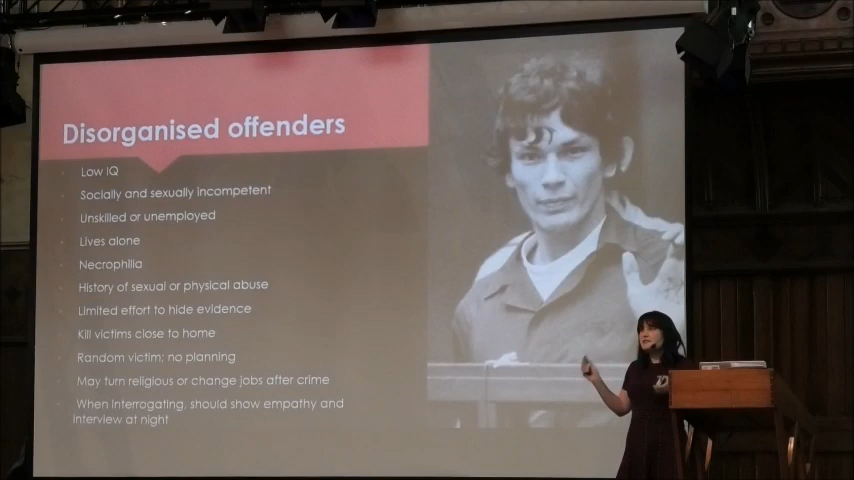 Disorganised offenders
Low IQ
Socially and sexually incompetent
Unskilled or unemployed
Lives alone
Necrophilia
History of sexual or physical abuse
Limited effort to hide evidence
Kill victims close to home
Random victim; no planning
May turn religious or change jobs after crime
When interrogating, should show empathy and
interview at night